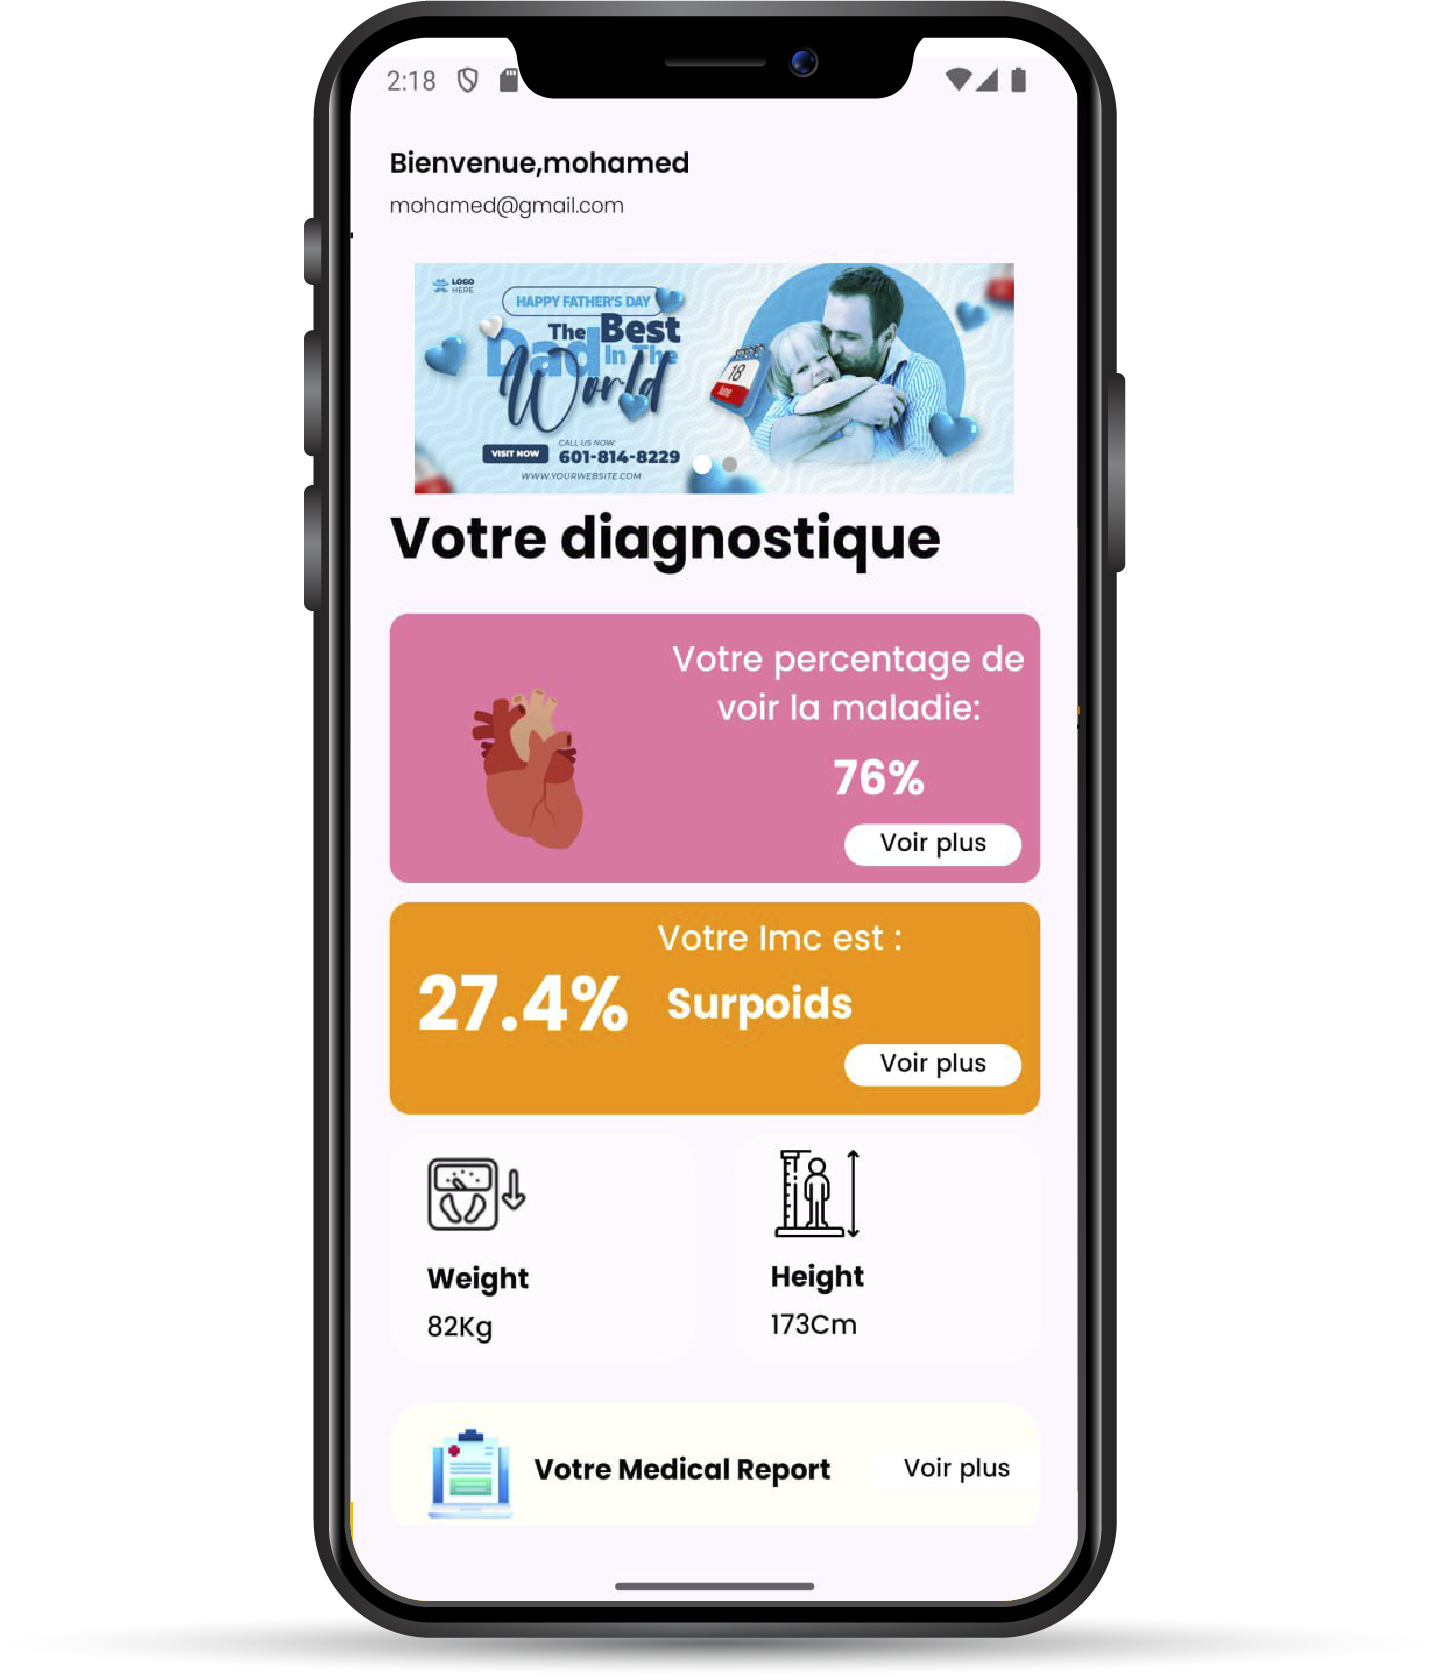 2:18
Bienvenue,mohamed
mohamed@gmail.com
LOGO
HERE
HAPPY FATHER'S DAY
The Best
Dad In The
World
18
June
CALL US NOW
VISIT NOW 601-814-8229
WWW.YOURWEBSITE.COM
Votre diagnostique
Votre percentage de
voir la maladie:
76%
Voir plus
Votre Imc est :
27.4% Surpoids
Voir plus
Weight
82Kg
Height
173Cm
Votre Medical Report Voir plus